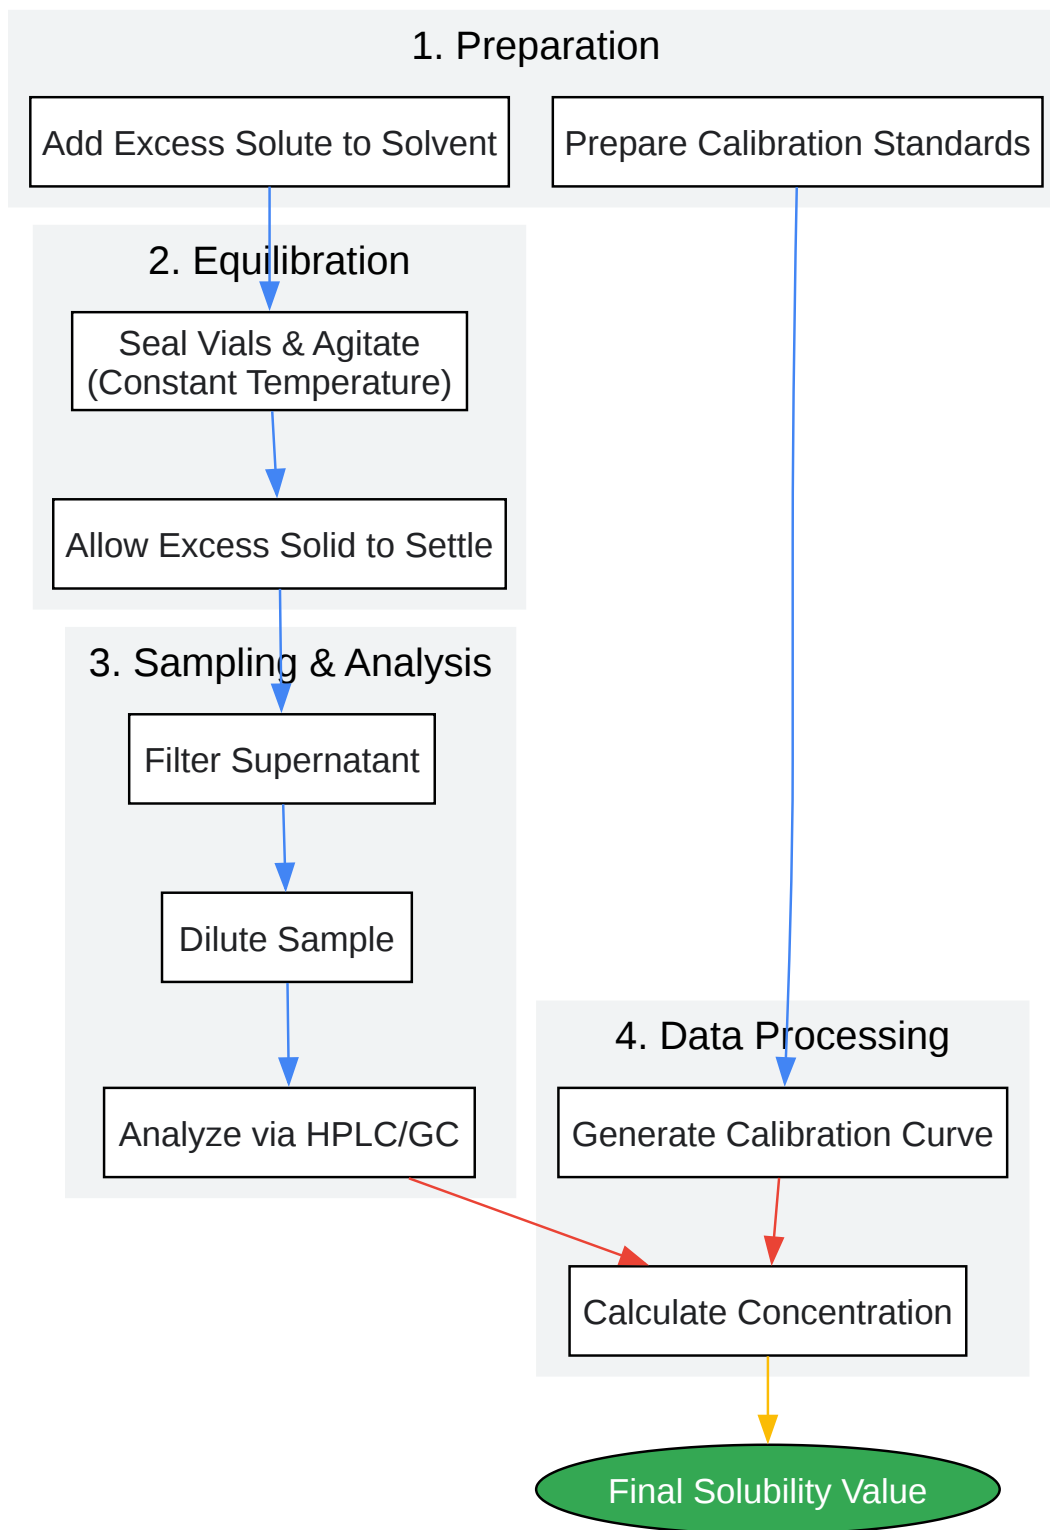 1. Preparation
Add Excess Solute to Solvent
Prepare Calibration Standards
2. Equilibration
Seal Vials & Agitate
(Constant Temperature)
Allow Excess Solid to Settle
3. Sampling & Analysis
Filter Supernatant
Dilute Sample
Analyze via HPLC/GC
4. Data Processing
Generate Calibration Curve
Calculate Concentration
Final Solubility Value